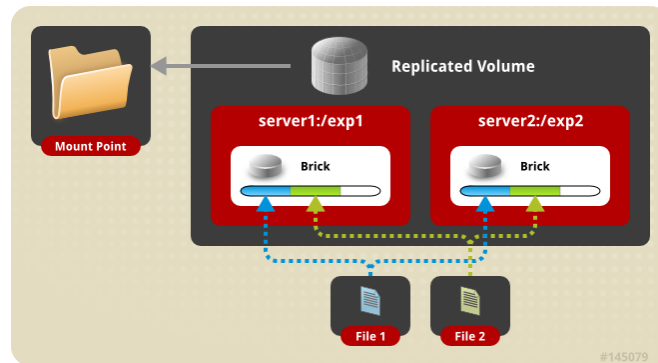 Replicated Volume
Mount Point
server1:/exp1
server2:/exp2
Brick
Brick
File 1
File 2
#145079